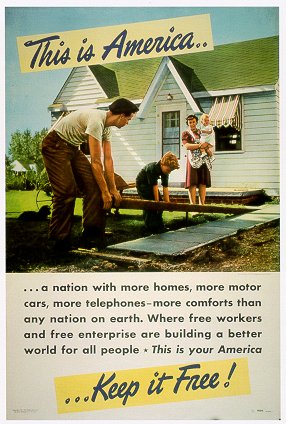 This is America..
...a nation with more homes, more motor
cars, more telephones—more comforts than
any nation on earth. Where free workers
and free enterprise are building a better
world for all people ★ This is your America
...Keep it Free!